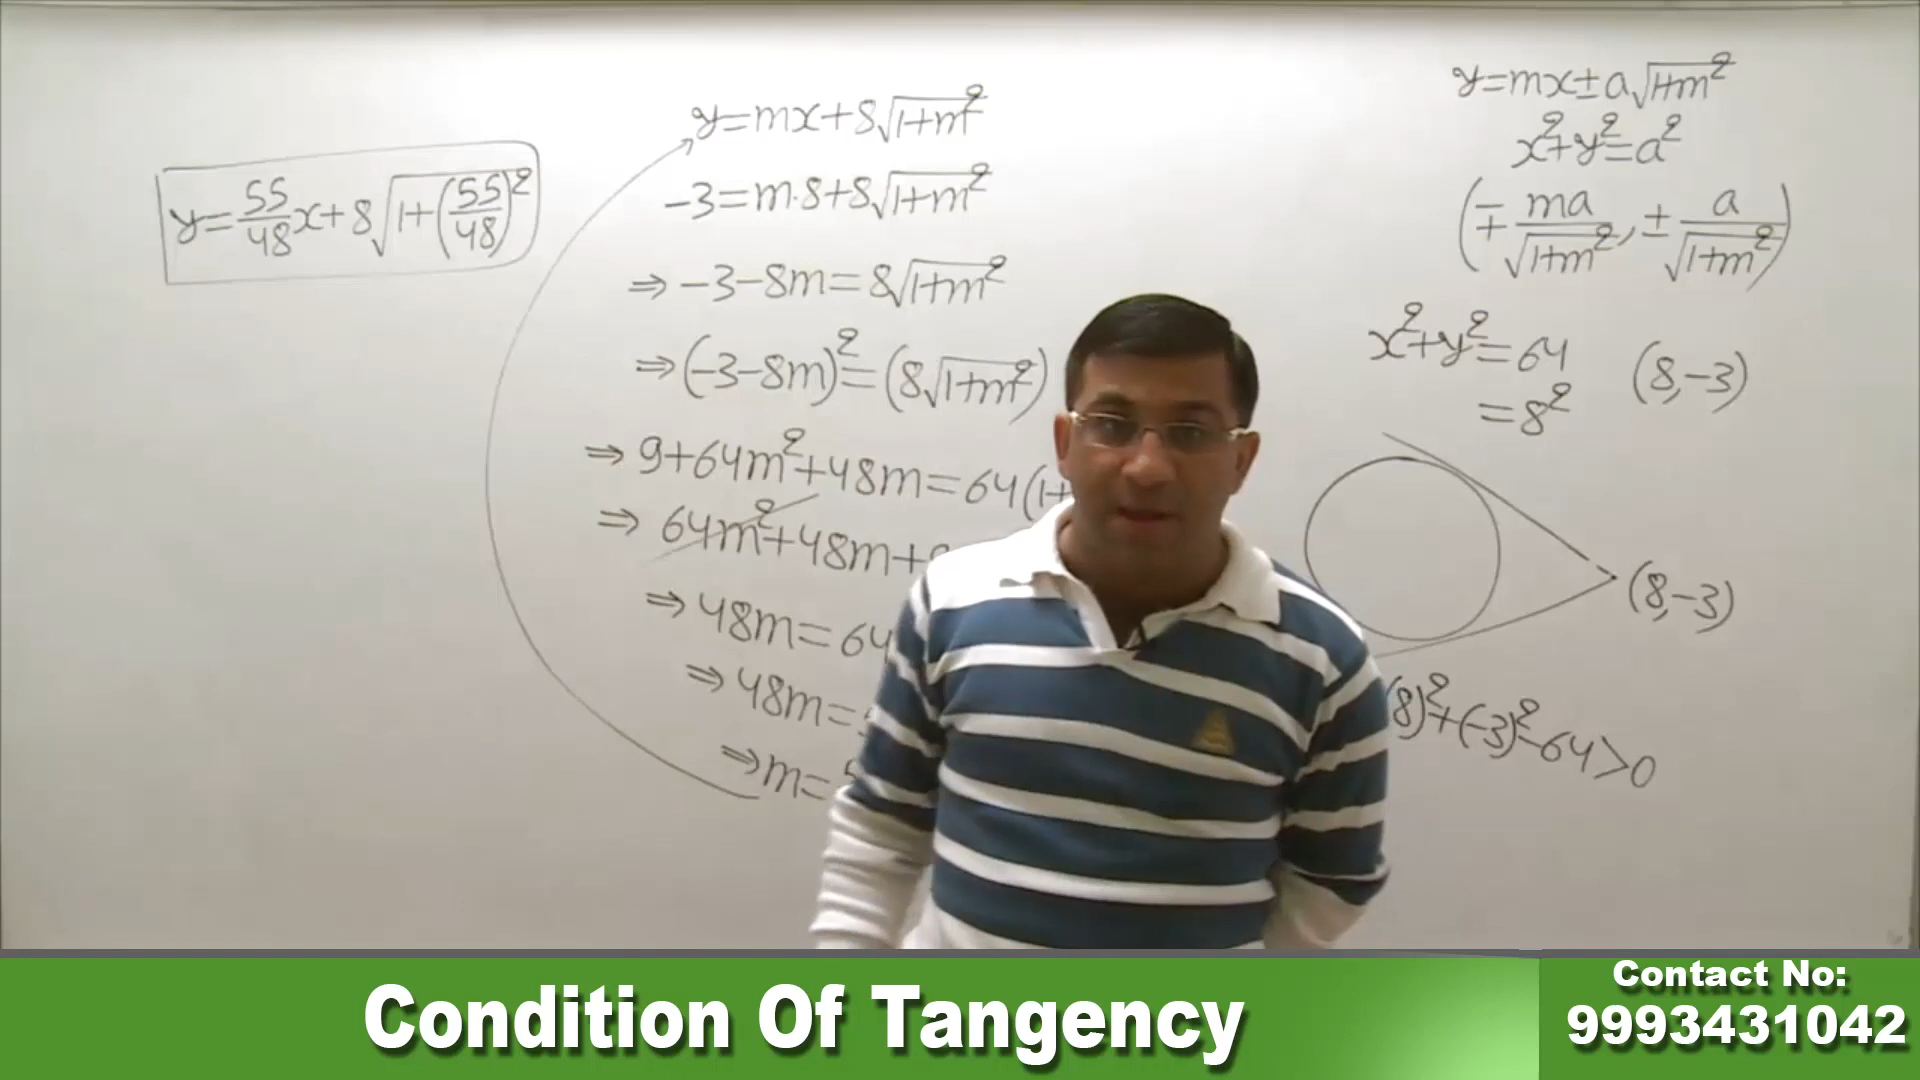 y=55/48x+8√1+(55/48)²
y=mx+8√1+m²
-3=m·8+8√1+m²
⇒ -3-8m=8√1+m²
⇒(-3-8m)²=(8√1+m²)
⇒ 9+64m²+48m=64(1+
⇒ 64m²+48m+
⇒ 48m=64
⇒ 48m=
⇒m=
y=mx±a√1+m²
x²+y²=a²
(∓ma/√1+m², ±a/√1+m²)
x²+y²=64 (8,-3)
=8²
(8,-3)
(8)²+(-3)²-64>0
Condition Of Tangency
Contact No:
9993431042